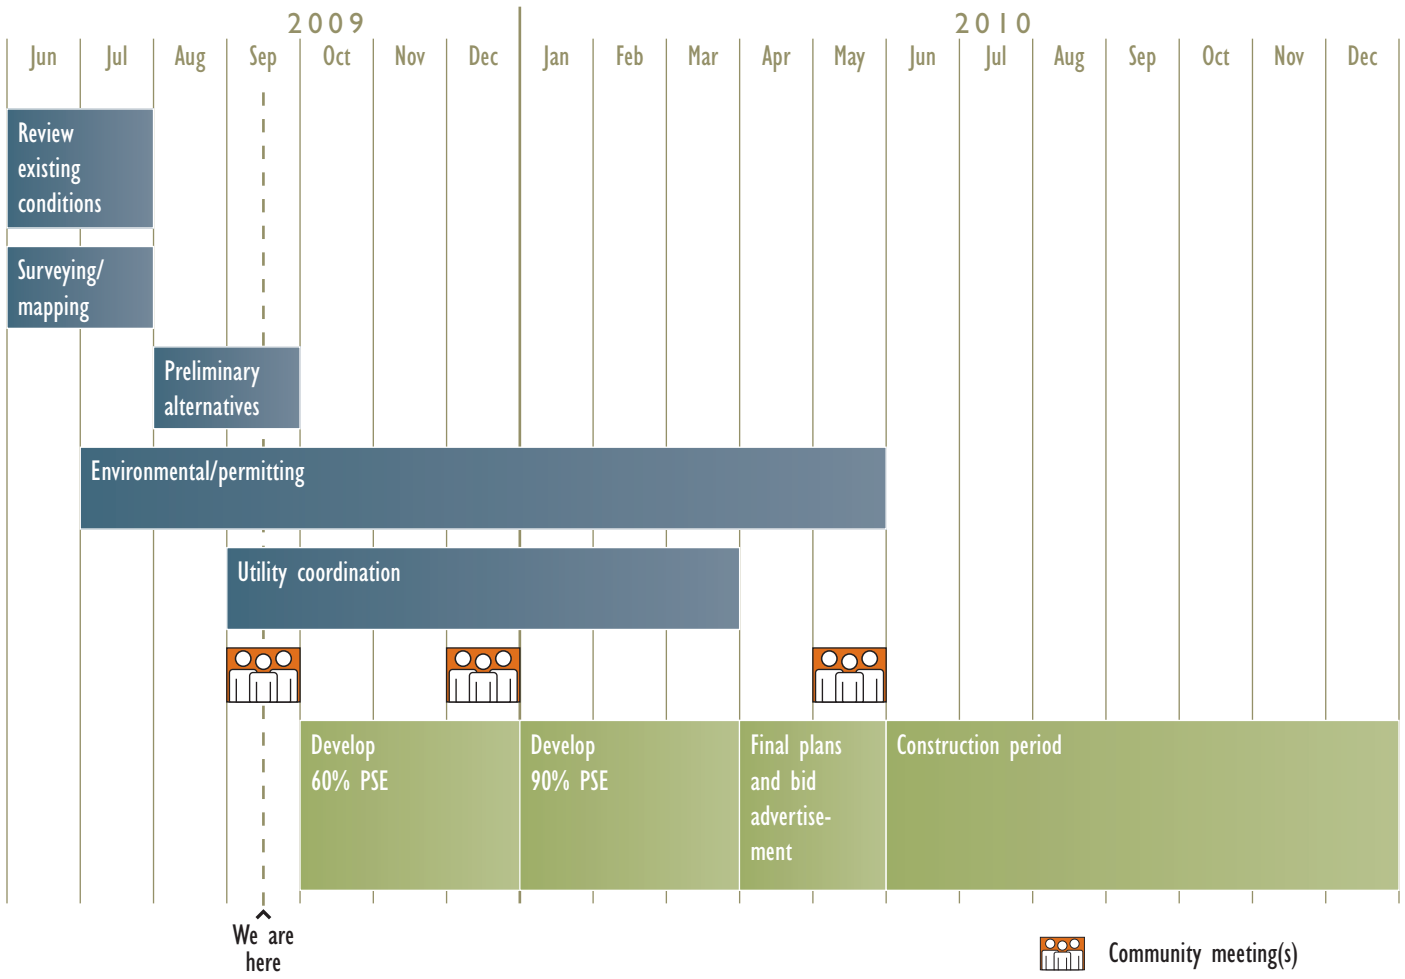 2009
2010
Jun Jul Aug Sep Oct Nov Dec Jan Feb Mar Apr May Jun Jul Aug Sep Oct Nov Dec
Review
existing
conditions
Surveying/
mapping
Preliminary
alternatives
Environmental/permitting
Utility coordination
Develop
60% PSE
Develop
90% PSE
Final plans
and bid
advertise-
ment
Construction period
We are
here
Community meeting(s)